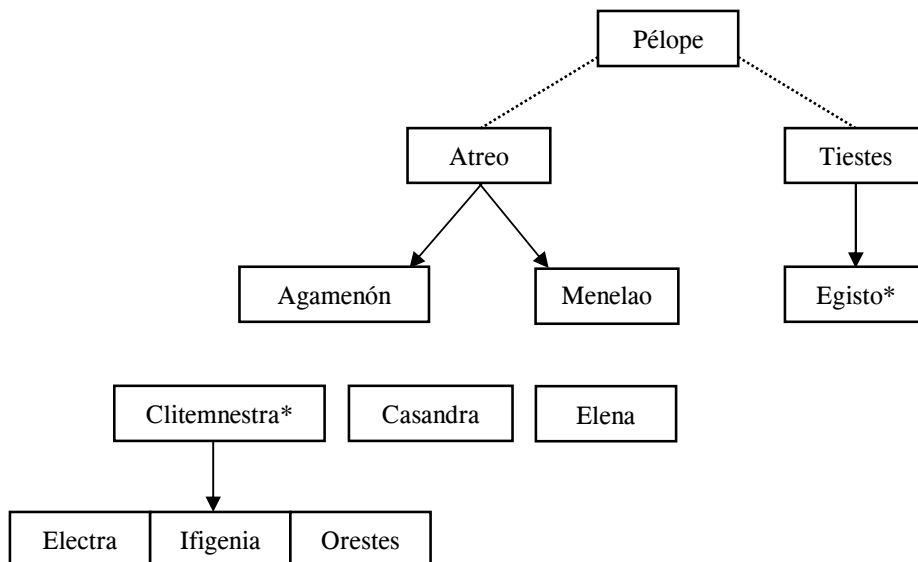 Pélope
Atreo
Tiestes
Agamenón
Menelao
Egisto*
Clitemnestra*
Casandra
Elena
Electra
Ifigenia
Orestes